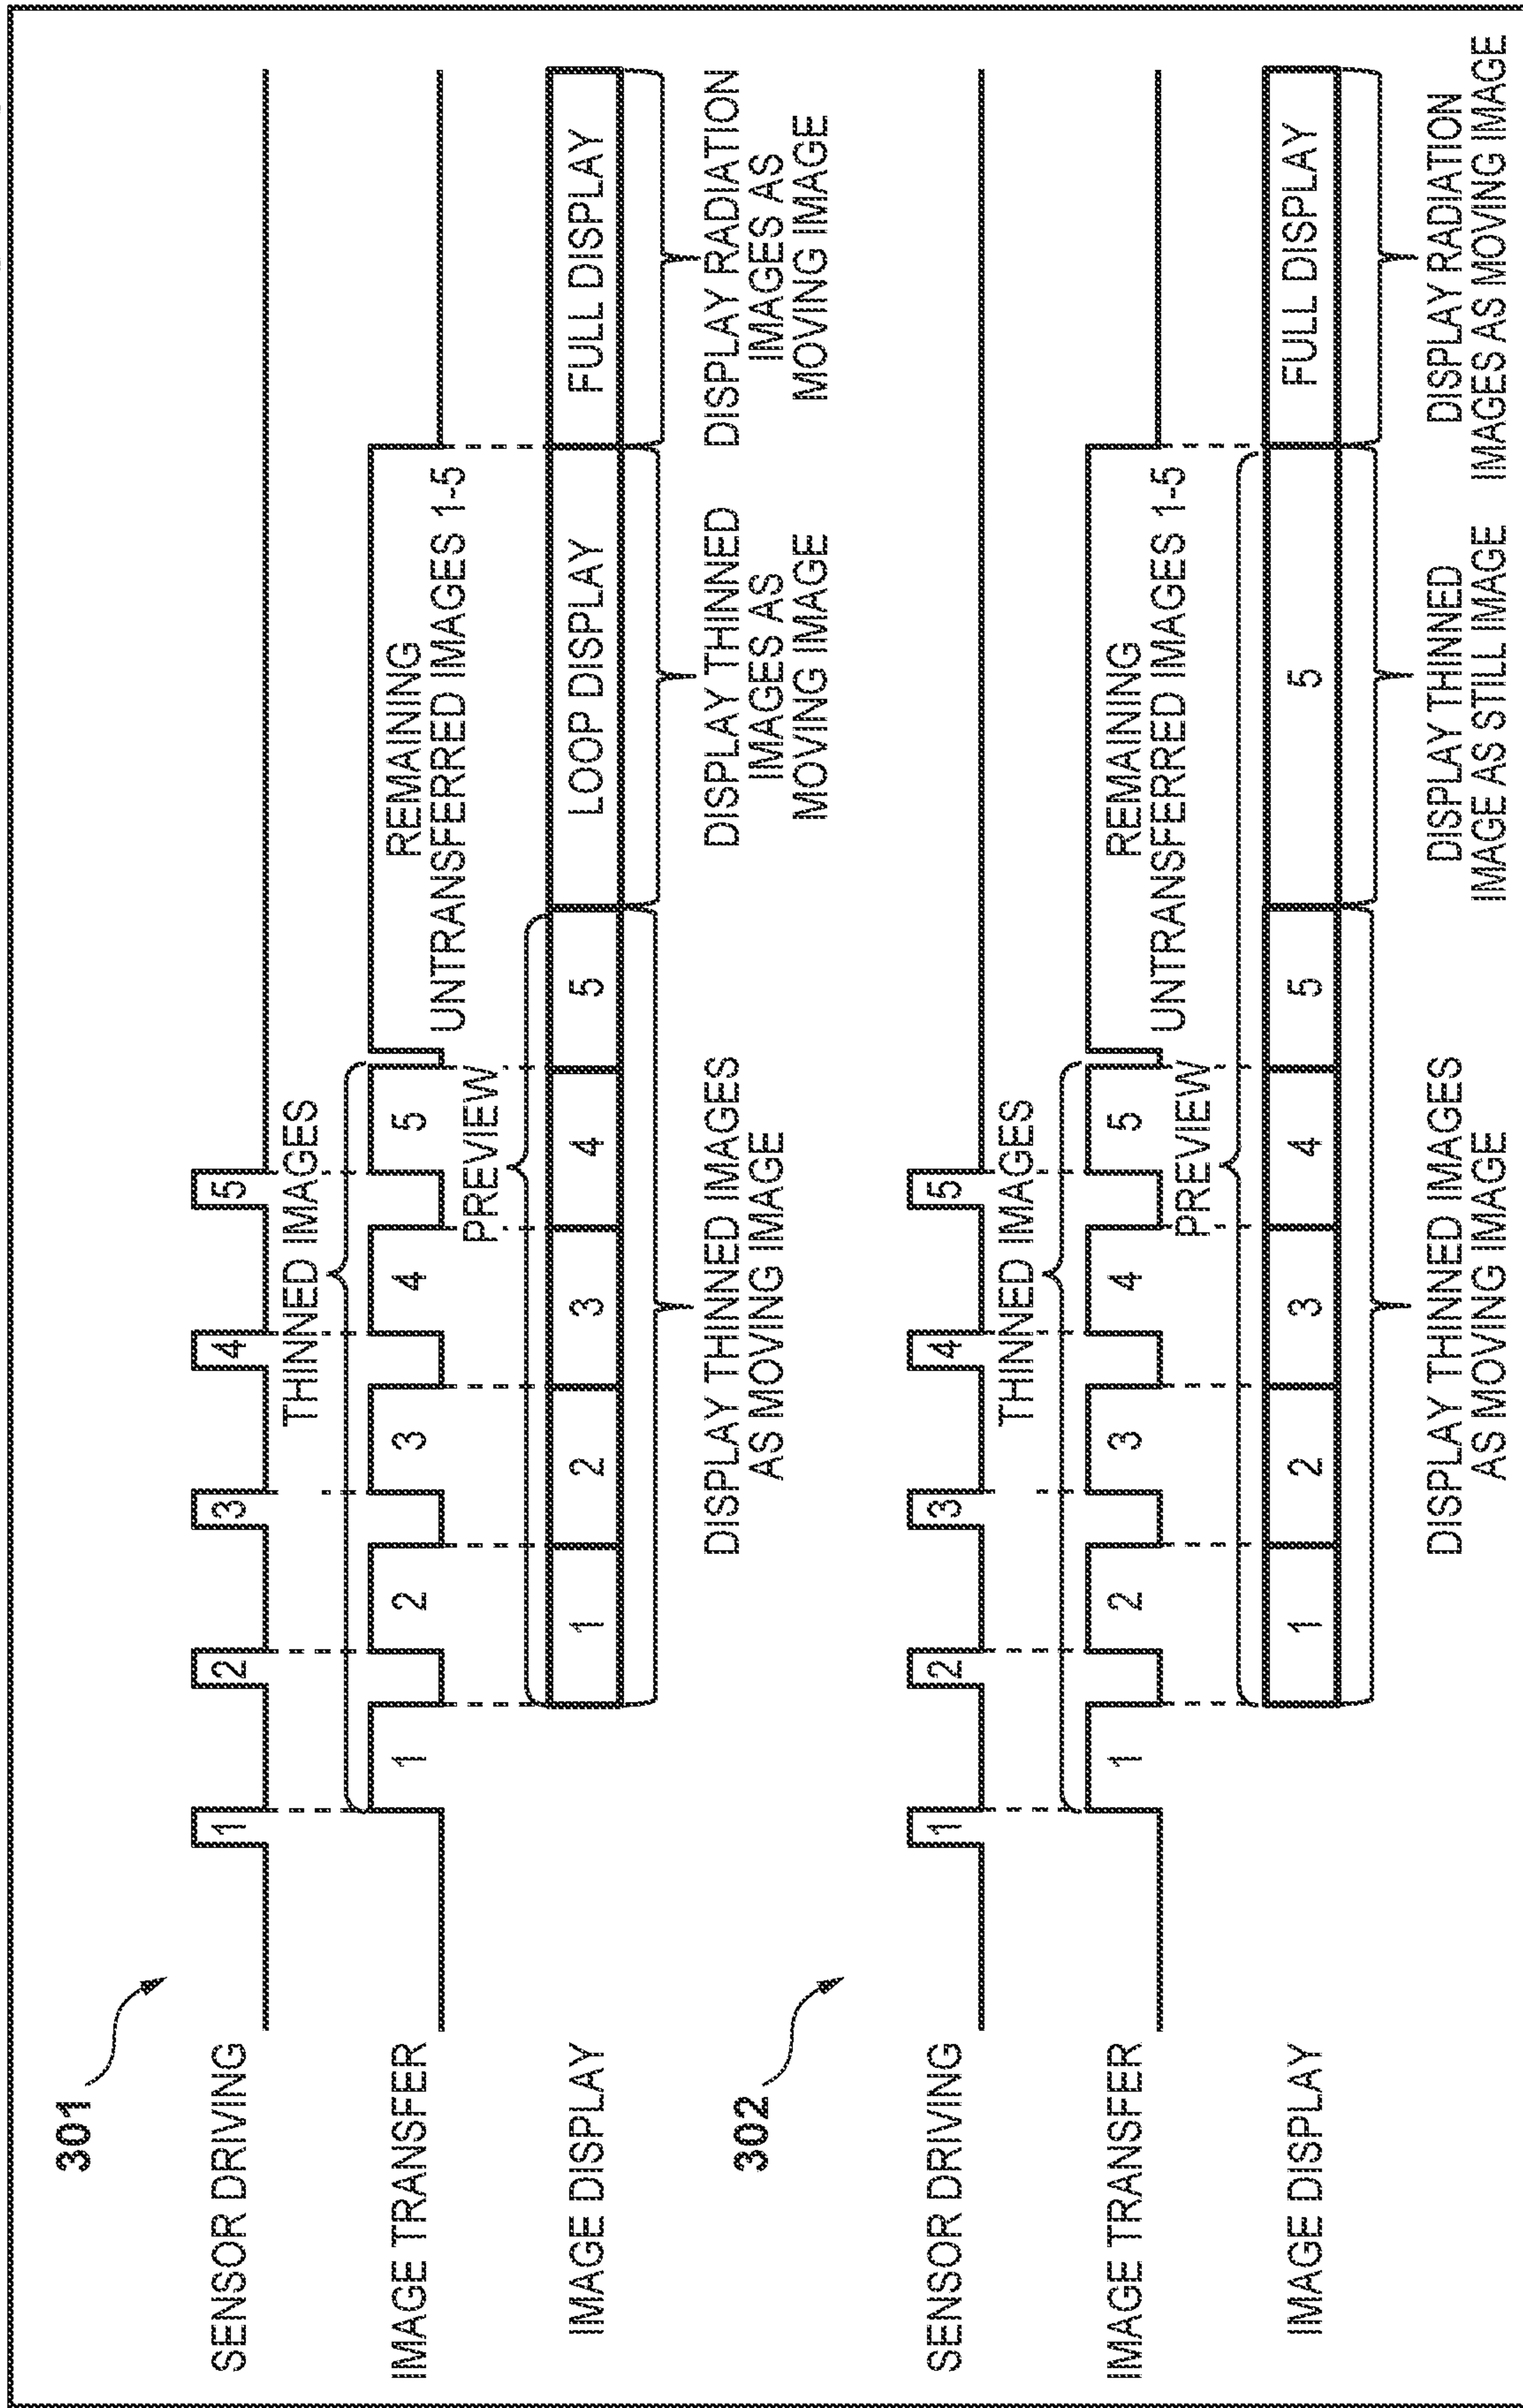 301
SENSOR DRIVING
1 2 3 4 5
THINNED IMAGES
IMAGE TRANSFER
1 2 3 4 5
REMAINING
UNTRANSFERRED IMAGES 1-5
PREVIEW
IMAGE DISPLAY
1 2 3 4 5 LOOP DISPLAY FULL DISPLAY
DISPLAY THINNED IMAGES
AS MOVING IMAGE
DISPLAY THINNED
IMAGES AS
MOVING IMAGE
DISPLAY RADIATION
IMAGES AS
MOVING IMAGE
302
SENSOR DRIVING
1 2 3 4 5
THINNED IMAGES
IMAGE TRANSFER
1 2 3 4 5
REMAINING
UNTRANSFERRED IMAGES 1-5
PREVIEW
IMAGE DISPLAY
1 2 3 4 5 5 FULL DISPLAY
DISPLAY THINNED IMAGES
AS MOVING IMAGE
DISPLAY THINNED
IMAGE AS STILL IMAGE
DISPLAY RADIATION
IMAGES AS MOVING IMAGE